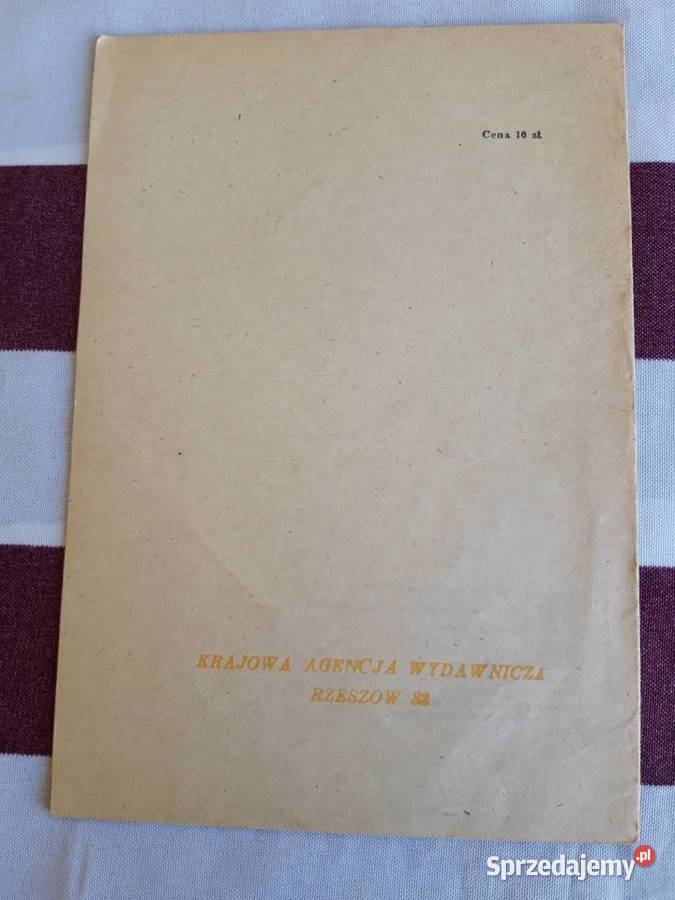 Cena 10 zł
KRAJOWA AGENCJA WYDAWNICZA
RZESZÓW 82
Sprzedajemy.pl